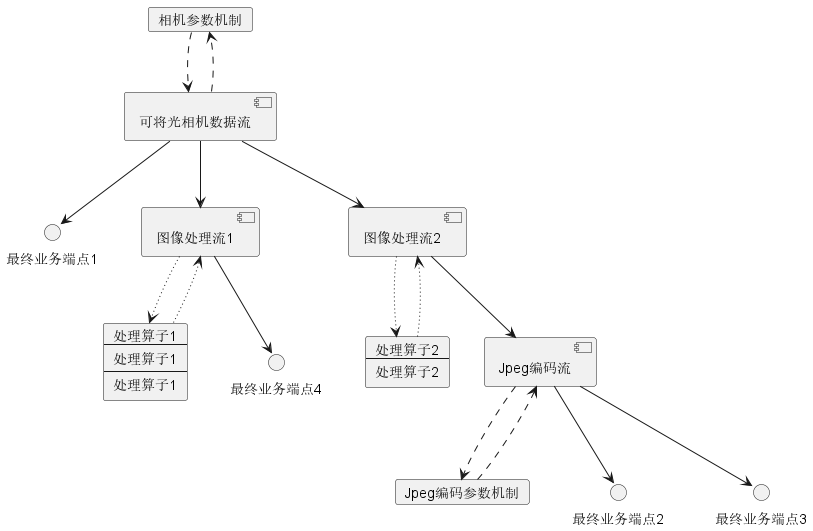 相机参数机制
可将光相机数据流
最终业务端点1
图像处理流1
图像处理流2
处理算子1
处理算子1
处理算子1
最终业务端点4
处理算子2
处理算子2
Jpeg编码流
Jpeg编码参数机制
最终业务端点2
最终业务端点3